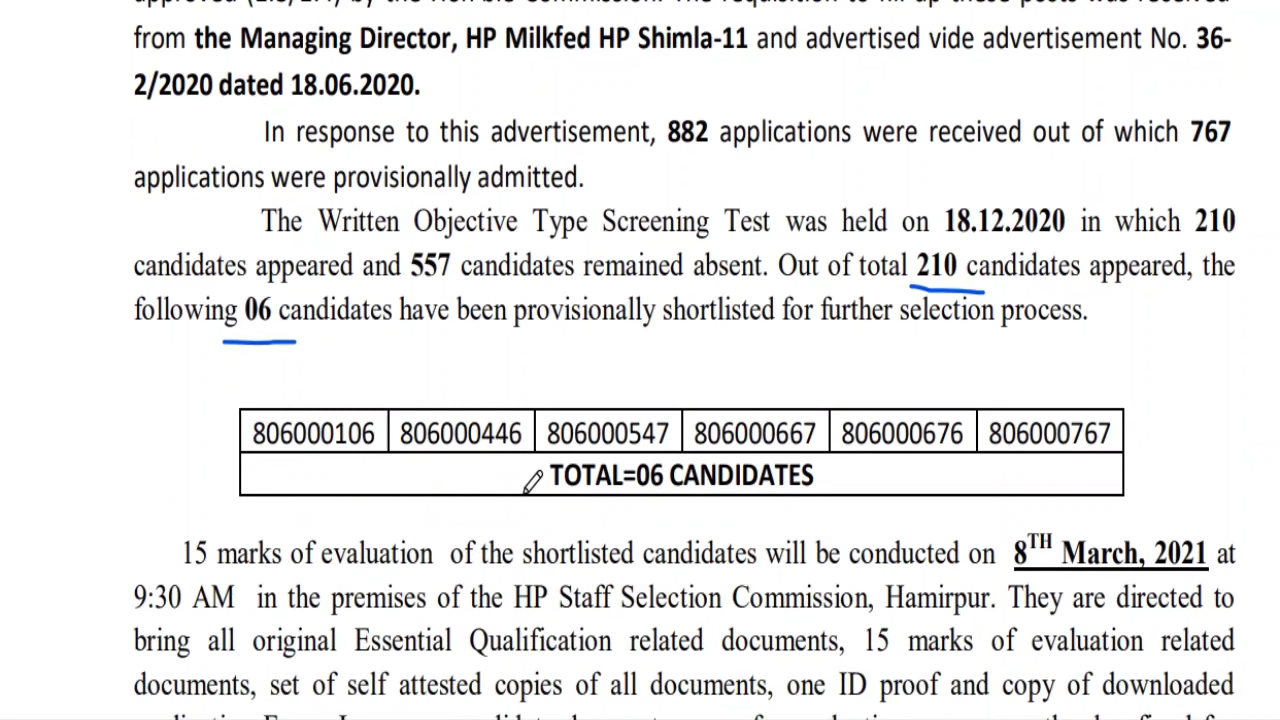 from the Managing Director, HP Milkfed HP Shimla-11 and advertised vide advertisement No. 36-
2/2020 dated 18.06.2020.
In response to this advertisement, 882 applications were received out of which 767
applications were provisionally admitted.
The Written Objective Type Screening Test was held on 18.12.2020 in which 210
candidates appeared and 557 candidates remained absent. Out of total 210 candidates appeared, the
following 06 candidates have been provisionally shortlisted for further selection process.
806000106 806000446 806000547 806000667 806000676 806000767
TOTAL=06 CANDIDATES
15 marks of evaluation of the shortlisted candidates will be conducted on 8TH March, 2021 at
9:30 AM in the premises of the HP Staff Selection Commission, Hamirpur. They are directed to
bring all original Essential Qualification related documents, 15 marks of evaluation related
documents, set of self attested copies of all documents, one ID proof and copy of downloaded